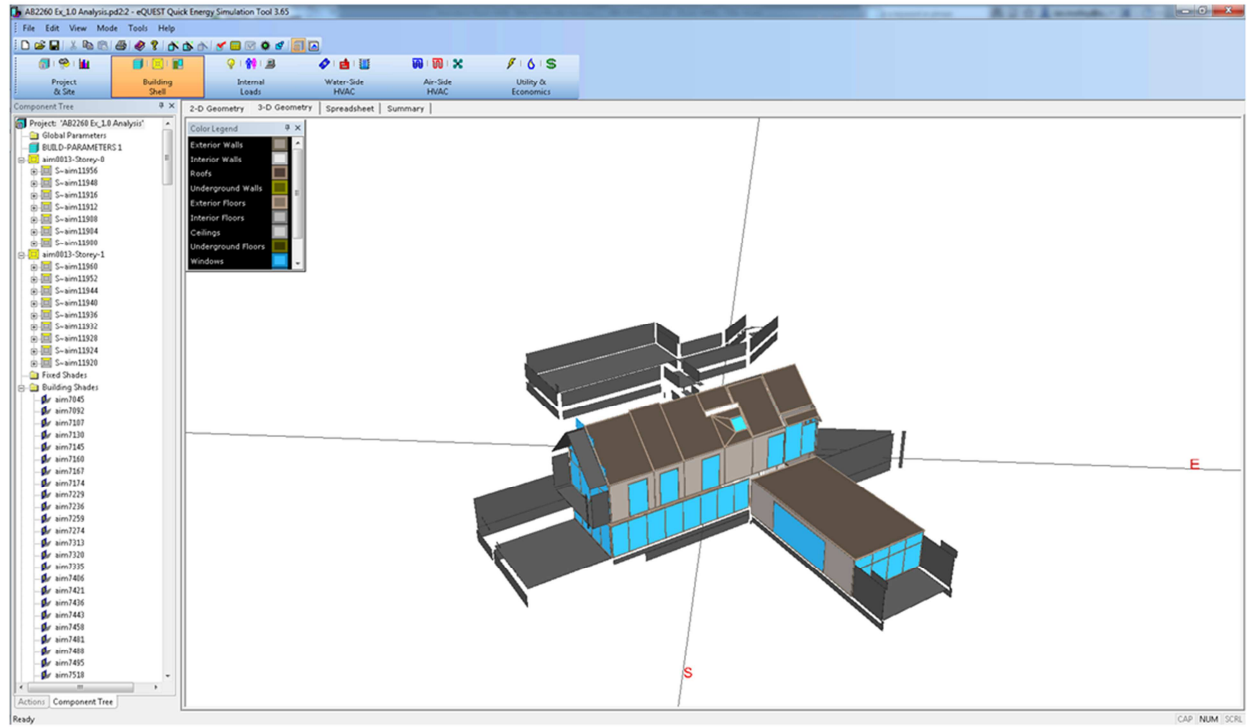 AB2260 Ex_1.0 Analysis.pd2:2 - eQUEST Quick Energy Simulation Tool 3.65
File Edit View Mode Tools Help
Project & Site
Building Shell
Internal Loads
Water-Side HVAC
Air-Side HVAC
Utility & Economics
Component Tree
2-D Geometry
3-D Geometry
Spreadsheet
Summary
Project: 'AB2260 Ex_1.0 Analysis'
Global Parameters
BUILD-PARAMETERS 1
aim0013-Storey-0
S~aim11956
S~aim11948
S~aim11916
S~aim11912
S~aim11908
S~aim11904
S~aim11900
aim0013-Storey-1
S~aim11960
S~aim11952
S~aim11944
S~aim11940
S~aim11936
S~aim11932
S~aim11928
S~aim11924
S~aim11920
Fixed Shades
Building Shades
aim7045
aim7092
aim7107
aim7130
aim7145
aim7160
aim7167
aim7174
aim7229
aim7236
aim7259
aim7274
aim7313
aim7320
aim7335
aim7406
aim7421
aim7436
aim7443
aim7458
aim7481
aim7488
aim7495
aim7518
Actions
Component Tree
Color Legend
Exterior Walls
Interior Walls
Roofs
Underground Walls
Exterior Floors
Interior Floors
Ceilings
Underground Floors
Windows
E
S
Ready
CAP NUM SCRL